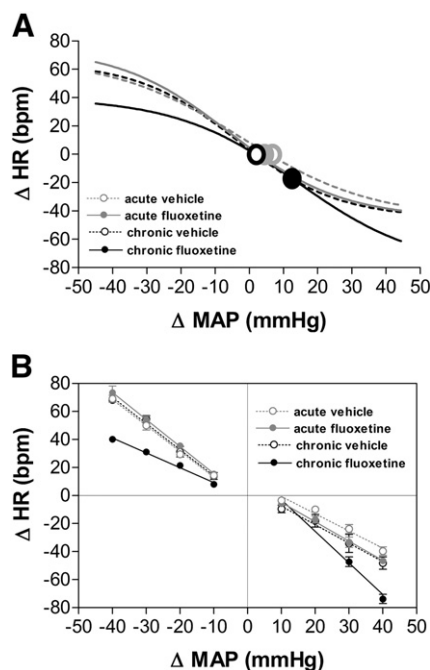 A
80
60
40
20
0
-20
-40
-60
-80
Δ HR (bpm)
acute vehicle
acute fluoxetine
chronic vehicle
chronic fluoxetine
-50 -40 -30 -20 -10 0 10 20 30 40 50
Δ MAP (mmHg)
B
80
60
40
20
0
-20
-40
-60
-80
Δ HR (bpm)
acute vehicle
acute fluoxetine
chronic vehicle
chronic fluoxetine
-50 -40 -30 -20 -10 0 10 20 30 40 50
Δ MAP (mmHg)